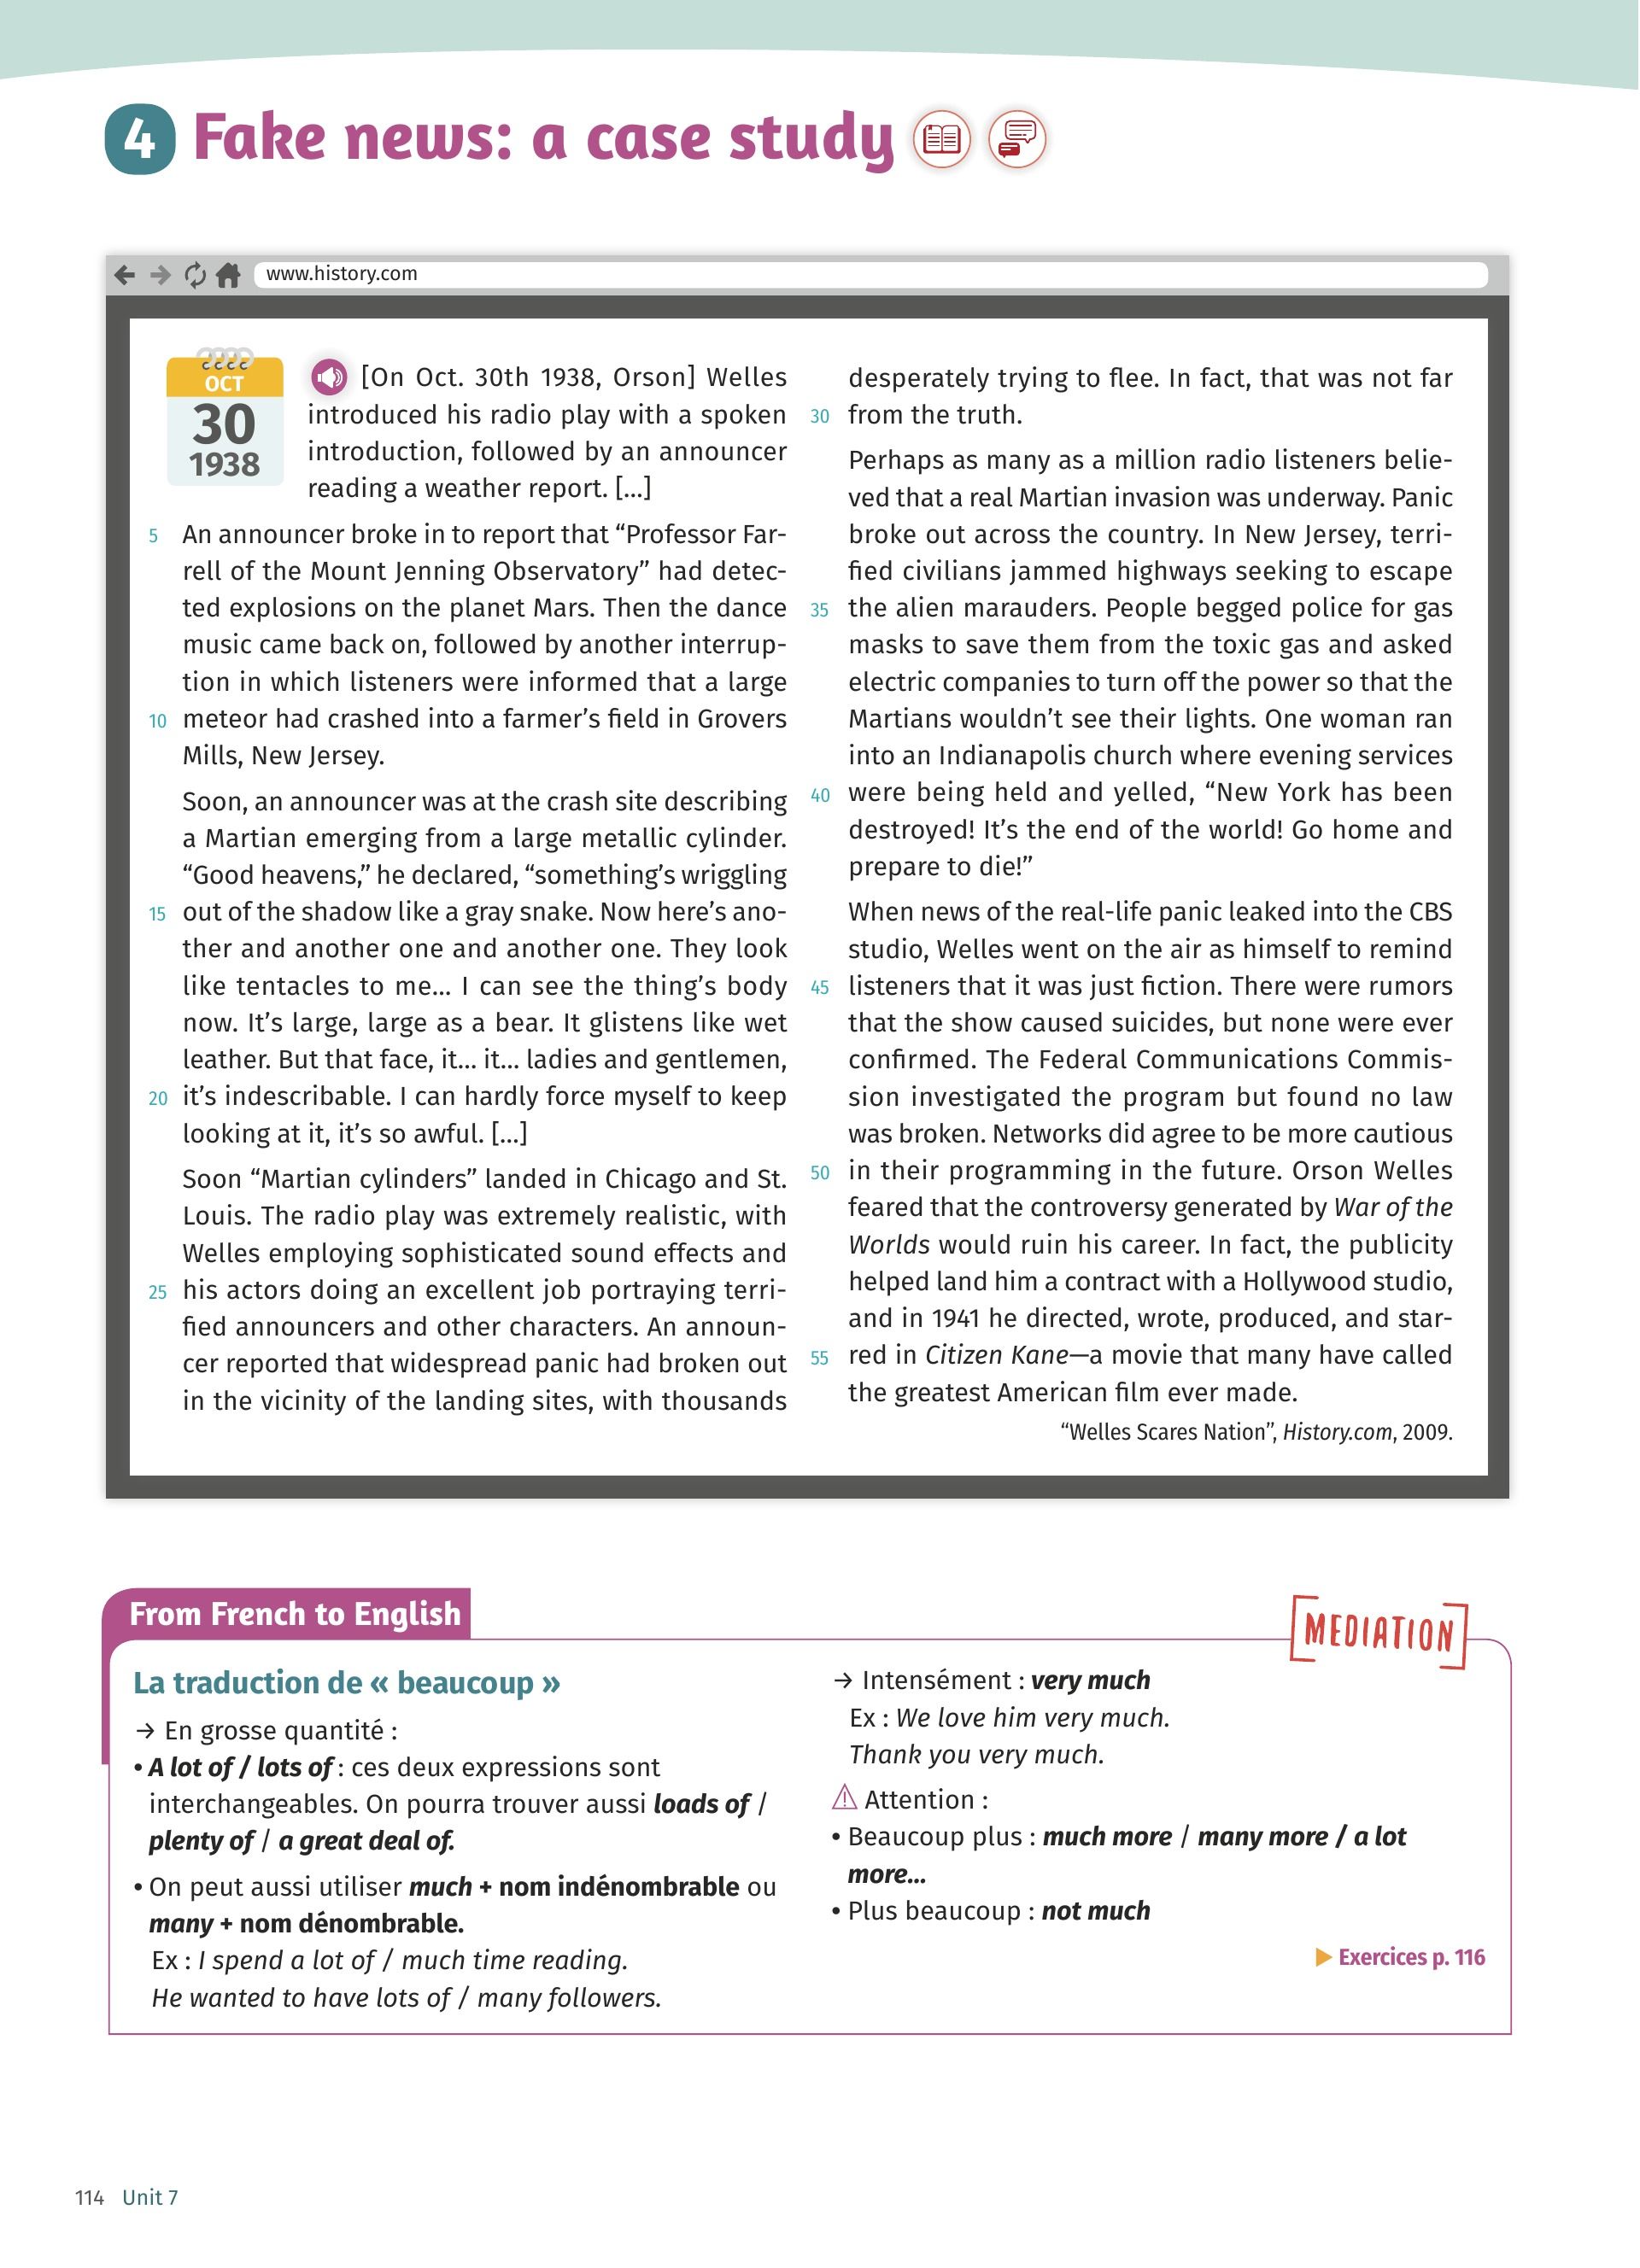 4 Fake news: a case study
www.history.com
OCT
30
1938
[On Oct. 30th 1938, Orson] Welles
introduced his radio play with a spoken
introduction, followed by an announcer
reading a weather report. […]
5 An announcer broke in to report that “Professor Far-
rell of the Mount Jenning Observatory” had detec-
ted explosions on the planet Mars. Then the dance
music came back on, followed by another interrup-
tion in which listeners were informed that a large
10 meteor had crashed into a farmer’s field in Grovers
Mills, New Jersey.
Soon, an announcer was at the crash site describing
a Martian emerging from a large metallic cylinder.
“Good heavens,” he declared, “something’s wriggling
15 out of the shadow like a gray snake. Now here’s ano-
ther and another one and another one. They look
like tentacles to me… I can see the thing’s body
now. It’s large, large as a bear. It glistens like wet
leather. But that face, it… it… ladies and gentlemen,
20 it’s indescribable. I can hardly force myself to keep
looking at it, it’s so awful. […]
Soon “Martian cylinders” landed in Chicago and St.
Louis. The radio play was extremely realistic, with
Welles employing sophisticated sound effects and
25 his actors doing an excellent job portraying terri-
fied announcers and other characters. An announ-
cer reported that widespread panic had broken out
in the vicinity of the landing sites, with thousands
desperately trying to flee. In fact, that was not far
30 from the truth.
Perhaps as many as a million radio listeners belie-
ved that a real Martian invasion was underway. Panic
broke out across the country. In New Jersey, terri-
fied civilians jammed highways seeking to escape
35 the alien marauders. People begged police for gas
masks to save them from the toxic gas and asked
electric companies to turn off the power so that the
Martians wouldn’t see their lights. One woman ran
into an Indianapolis church where evening services
40 were being held and yelled, “New York has been
destroyed! It’s the end of the world! Go home and
prepare to die!”
When news of the real-life panic leaked into the CBS
studio, Welles went on the air as himself to remind
45 listeners that it was just fiction. There were rumors
that the show caused suicides, but none were ever
confirmed. The Federal Communications Commis-
sion investigated the program but found no law
was broken. Networks did agree to be more cautious
50 in their programming in the future. Orson Welles
feared that the controversy generated by War of the
Worlds would ruin his career. In fact, the publicity
helped land him a contract with a Hollywood studio,
and in 1941 he directed, wrote, produced, and star-
55 red in Citizen Kane—a movie that many have called
the greatest American film ever made.
“Welles Scares Nation”, History.com, 2009.
From French to English
MEDIATION
La traduction de « beaucoup »
→ En grosse quantité :
• A lot of / lots of : ces deux expressions sont
interchangeables. On pourra trouver aussi loads of /
plenty of / a great deal of.
• On peut aussi utiliser much + nom indénombrable ou
many + nom dénombrable.
Ex : I spend a lot of / much time reading.
He wanted to have lots of / many followers.
→ Intensément : very much
Ex : We love him very much.
Thank you very much.
⚠ Attention :
• Beaucoup plus : much more / many more / a lot
more…
• Plus beaucoup : not much
▶ Exercices p. 116
114 Unit 7